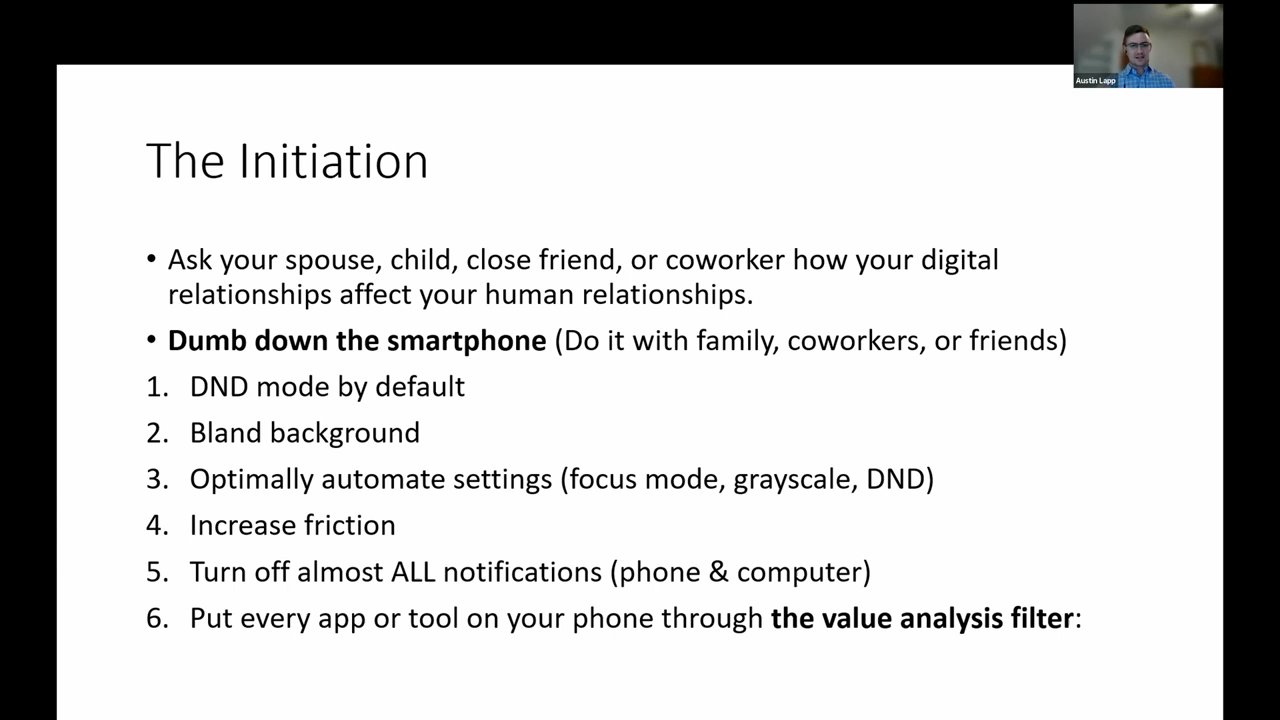 Austin Lapp
The Initiation
• Ask your spouse, child, close friend, or coworker how your digital
relationships affect your human relationships.
• Dumb down the smartphone (Do it with family, coworkers, or friends)
1. DND mode by default
2. Bland background
3. Optimally automate settings (focus mode, grayscale, DND)
4. Increase friction
5. Turn off almost ALL notifications (phone & computer)
6. Put every app or tool on your phone through the value analysis filter: